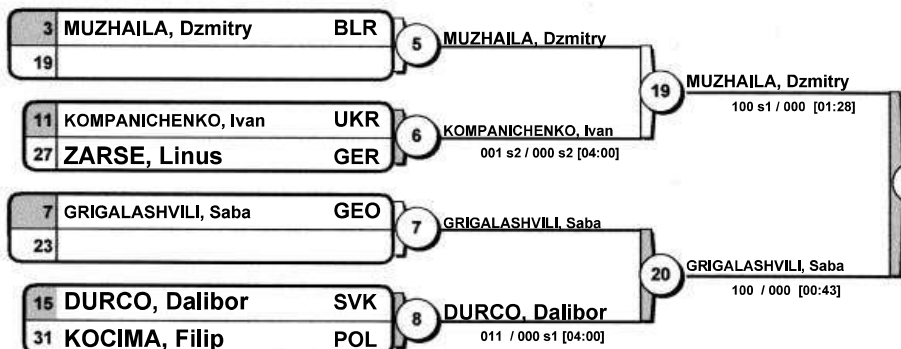 3 MUZHAILA, Dzmitry BLR
19
5
MUZHAILA, Dzmitry
11 KOMPANICHENKO, Ivan UKR
27 ZARSE, Linus GER
6
KOMPANICHENKO, Ivan
001 s2 / 000 s2 [04:00]
19
MUZHAILA, Dzmitry
100 s1 / 000 [01:28]
7 GRIGALASHVILI, Saba GEO
23
7
GRIGALASHVILI, Saba
15 DURCO, Dalibor SVK
31 KOCIMA, Filip POL
8
DURCO, Dalibor
011 / 000 s1 [04:00]
20
GRIGALASHVILI, Saba
100 / 000 [00:43]